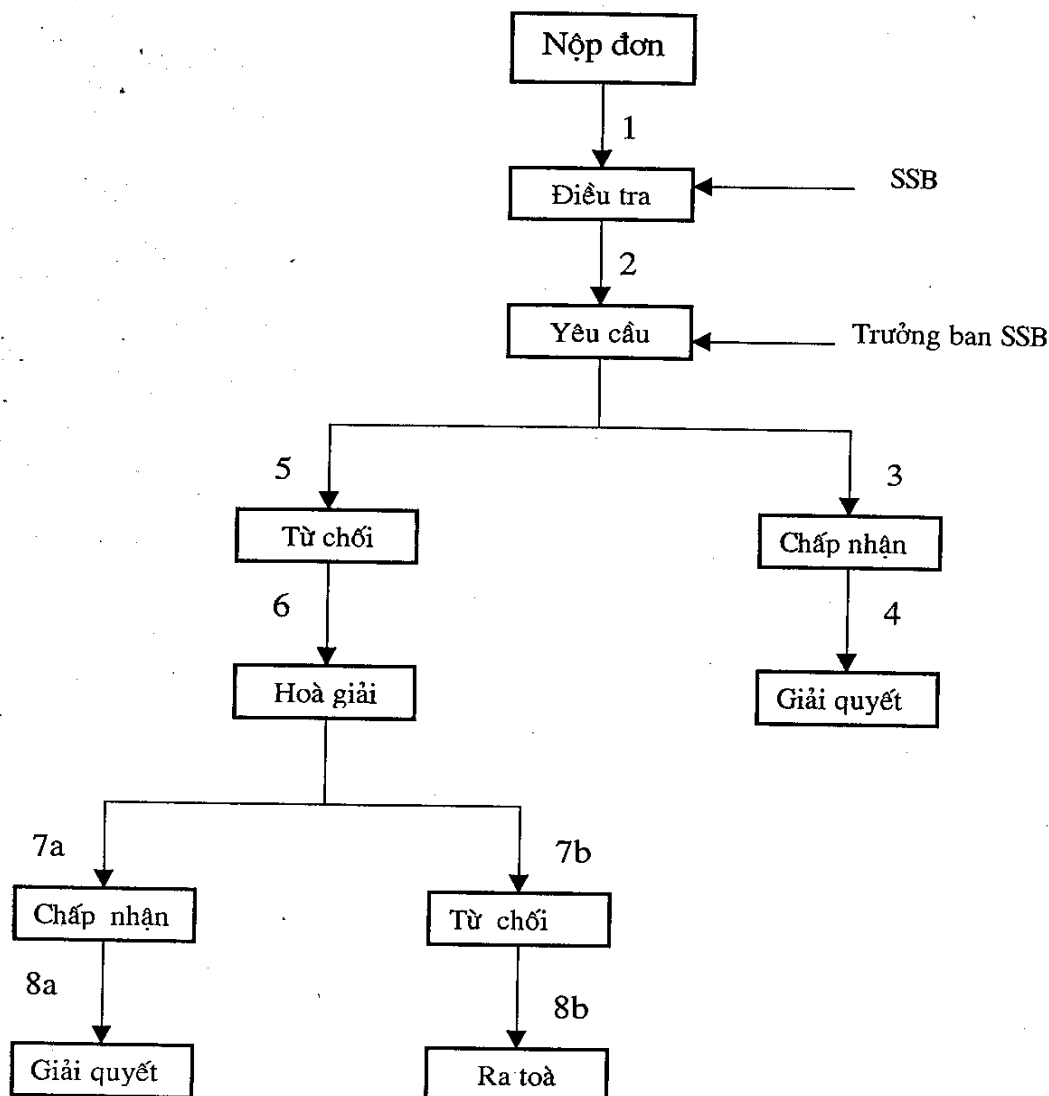 Nộp đơn
1
Điều tra
SSB
2
Yêu cầu
Trưởng ban SSB
5
3
Từ chối
Chấp nhận
6
4
Hoà giải
Giải quyết
7a
7b
Chấp nhận
Từ chối
8a
8b
Giải quyết
Ra toà